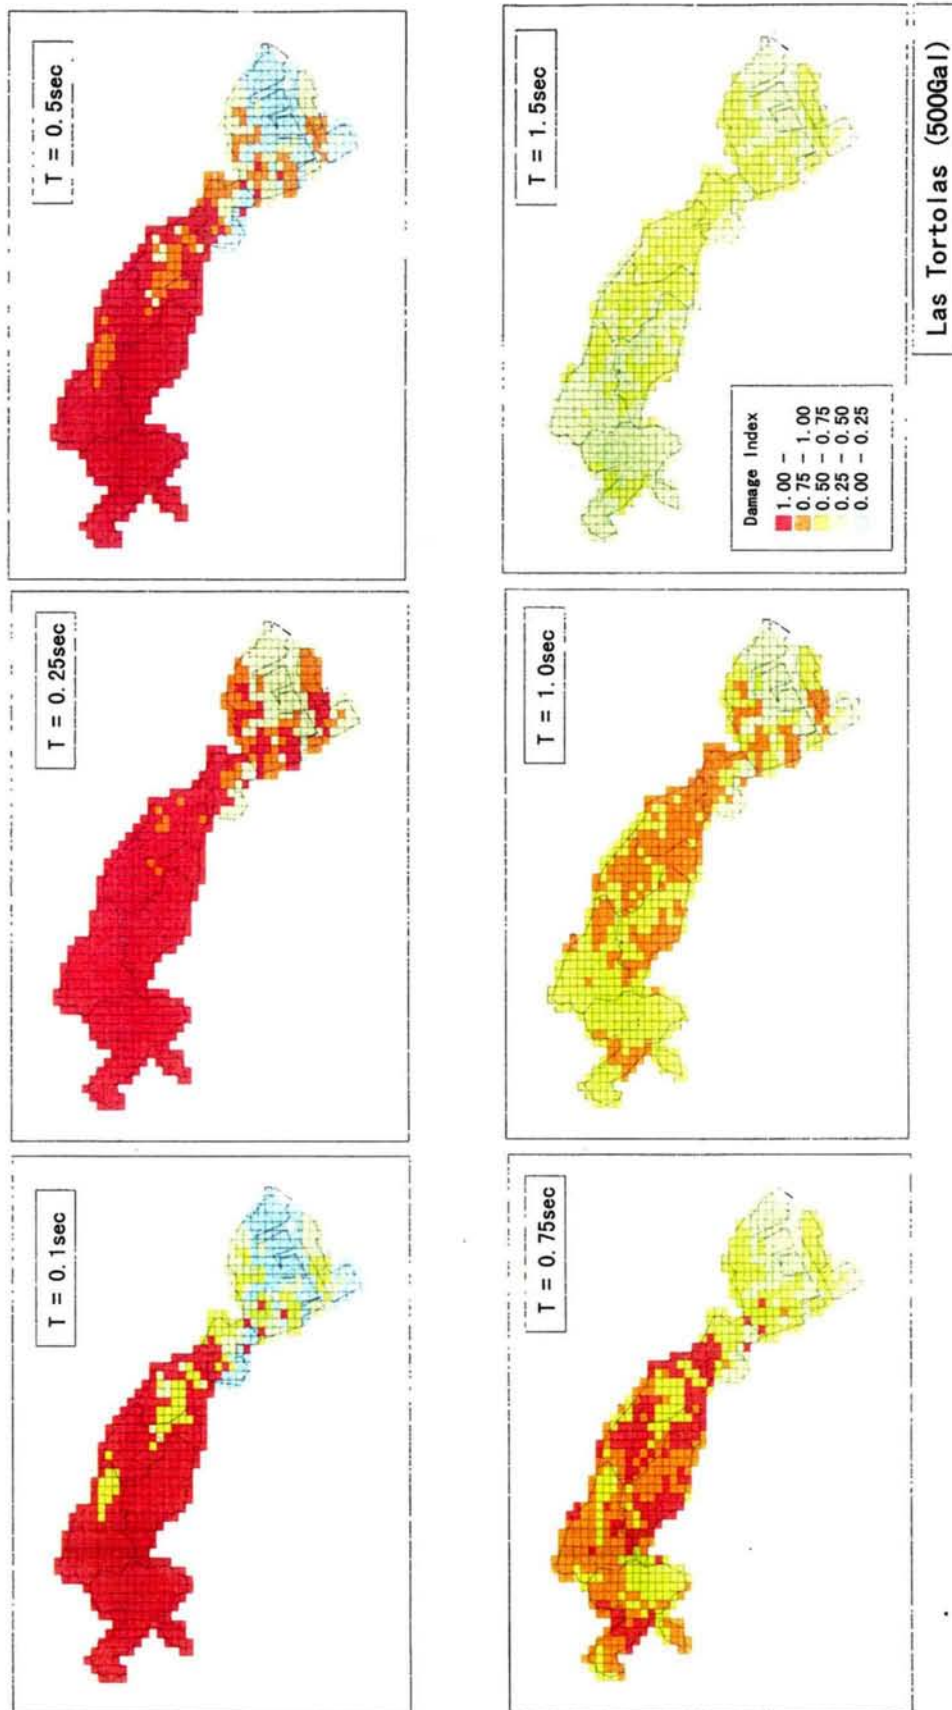 T = 0.1sec
T = 0.25sec
T = 0.5sec
T = 0.75sec
T = 1.0sec
T = 1.5sec
Damage Index
1.00 -
0.75 - 1.00
0.50 - 0.75
0.25 - 0.50
0.00 - 0.25
Las Tortolas (500Gal)